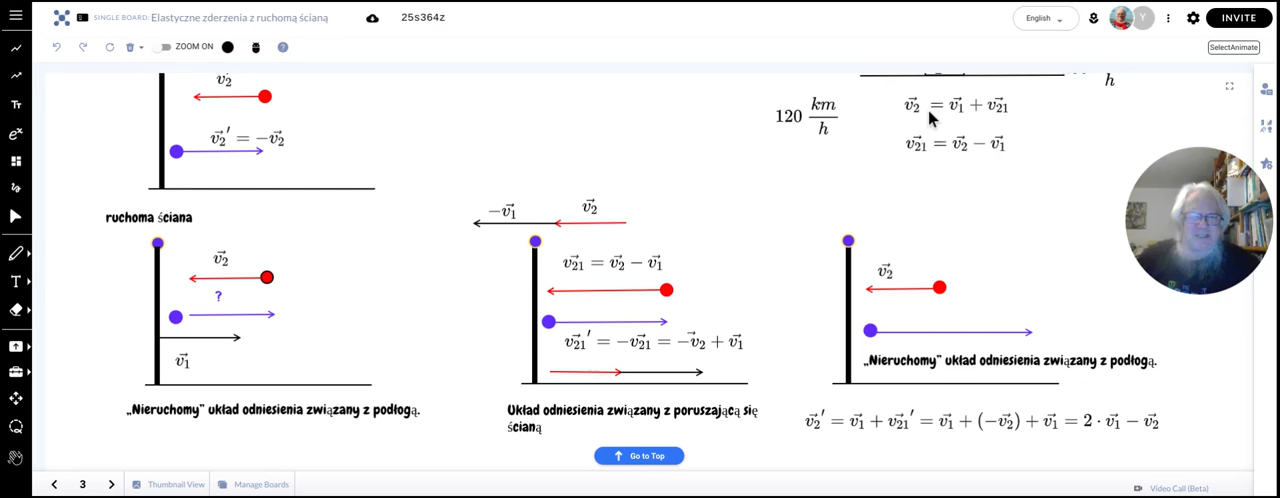 SINGLE BOARD: Elastyczne zderzenia z ruchomą ścianą
25s364z
English
Y
INVITE
ZOOM ON
SelectAnimate
v⃗2
v⃗2′ = −v⃗2
h
120 km/h
v⃗2 = v⃗1 + v⃗21
v⃗21 = v⃗2 − v⃗1
ruchoma ściana
v⃗2
?
v⃗1
„Nieruchomy” układ odniesienia związany z podłogą.
−v⃗1 v⃗2
v⃗21 = v⃗2 − v⃗1
v⃗21′ = −v⃗21 = −v⃗2 + v⃗1
Układ odniesienia związany z poruszającą się
ścianą
v⃗2
„Nieruchomy” układ odniesienia związany z podłogą.
v⃗2′ = v⃗1 + v⃗21′ = v⃗1 + (−v⃗2) + v⃗1 = 2 · v⃗1 − v⃗2
Go to Top
3
Thumbnail View
Manage Boards
Video Call (Beta)